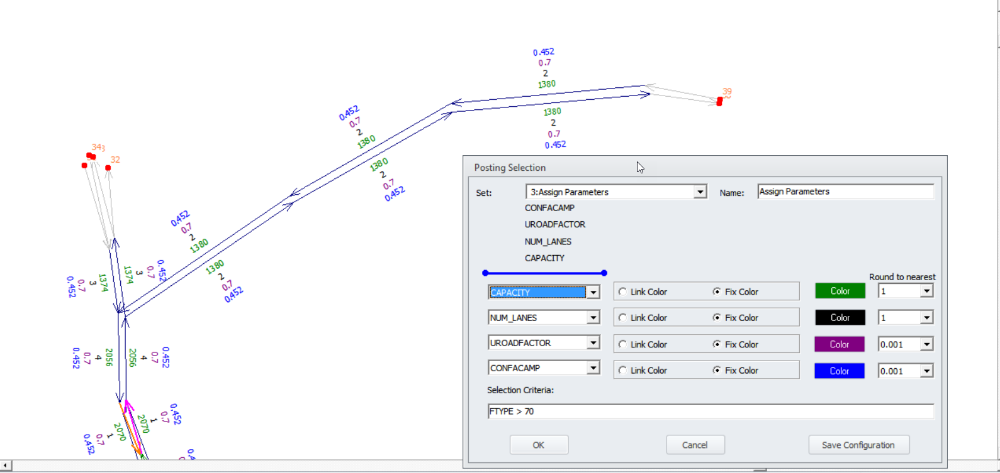 0.452
0.7
2
1380
39
1380
2
0.7
0.452
0.452
0.7
2
1380
1380
2
0.7
0.452
343
32
0.452
0.7
2
1380
1380
2
0.7
0.452
0.452
0.7
3
1374
1374
3
0.7
0.452
0.452
0.7
4
2056
2056
4
0.7
0.452
2070
1
0.7
0.452
0.452
0.7
1
2070
Posting Selection
Set:
3:Assign Parameters
Name:
Assign Parameters
CONFACAMP
UROADFACTOR
NUM_LANES
CAPACITY
Round to nearest
CAPACITY
Link Color
Fix Color
Color
1
NUM_LANES
Link Color
Fix Color
Color
1
UROADFACTOR
Link Color
Fix Color
Color
0.001
CONFACAMP
Link Color
Fix Color
Color
0.001
Selection Criteria:
FTYPE > 70
OK
Cancel
Save Configuration